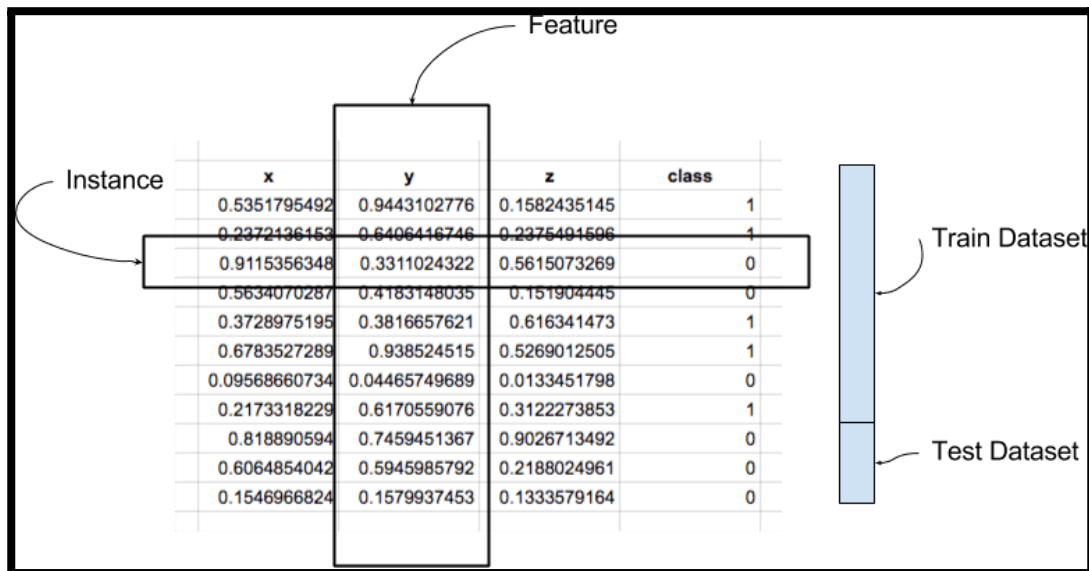 Feature
Instance
x y z class
0.5351795492 0.9443102776 0.1582435145 1
0.2372136153 0.6406416746 0.2375491596 1
0.9115356348 0.3311024322 0.5615073269 0
0.5634070287 0.4183148035 0.151904445 0
0.3728975195 0.3816657621 0.616341473 1
0.6783527289 0.938524515 0.5269012505 1
0.09568660734 0.04465749689 0.0133451798 0
0.2173318229 0.6170559076 0.3122273853 1
0.818890594 0.7459451367 0.9026713492 0
0.6064854042 0.5945985792 0.2188024961 0
0.1546966824 0.1579937453 0.1333579164 0
Train Dataset
Test Dataset